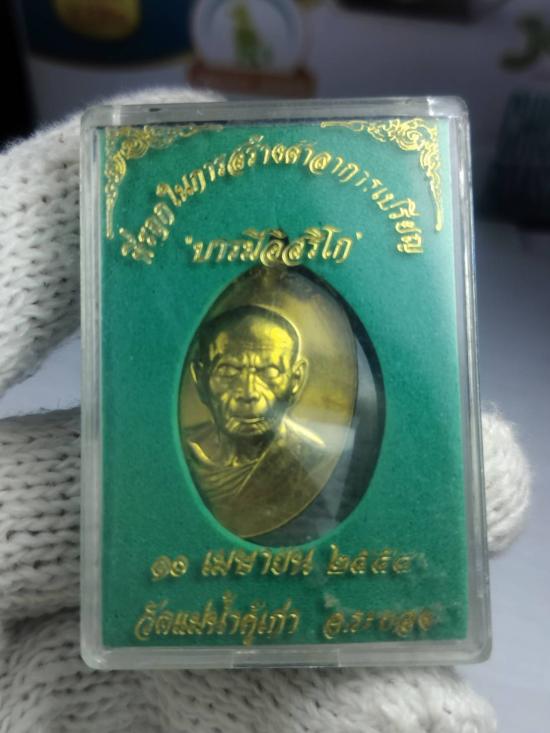 ที่ระลึกในการสร้างศาลาการเปรียญ
"บารมีอิสริโก"
๑๐ เมษายน ๒๕๕๔
วัดแม่น้ำคู้เก่า อ.ระยอง